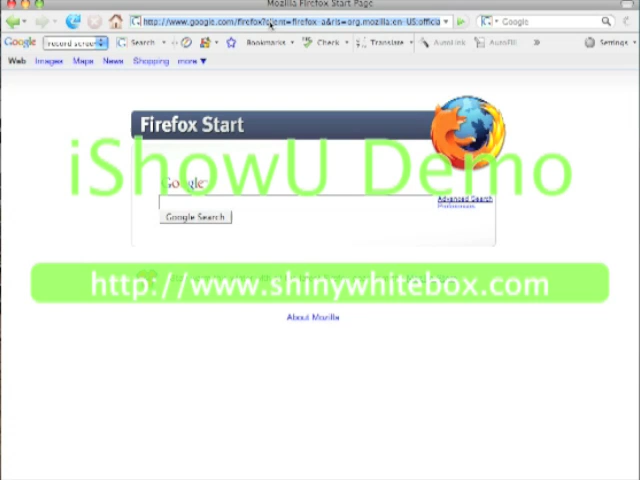 Mozilla Firefox Start Page
http://www.google.com/firefox?client=firefox-a&rls=org.mozilla:en-US:officia
Google
Google
record scree
Search
Bookmarks
Check
Translate
AutoLink
AutoFill
Settings
Web Images Maps News Shopping more ▼
Firefox Start
iShowU Demo
Google
Advanced Search
Preferences
Google Search
http://www.shinywhitebox.com
About Mozilla